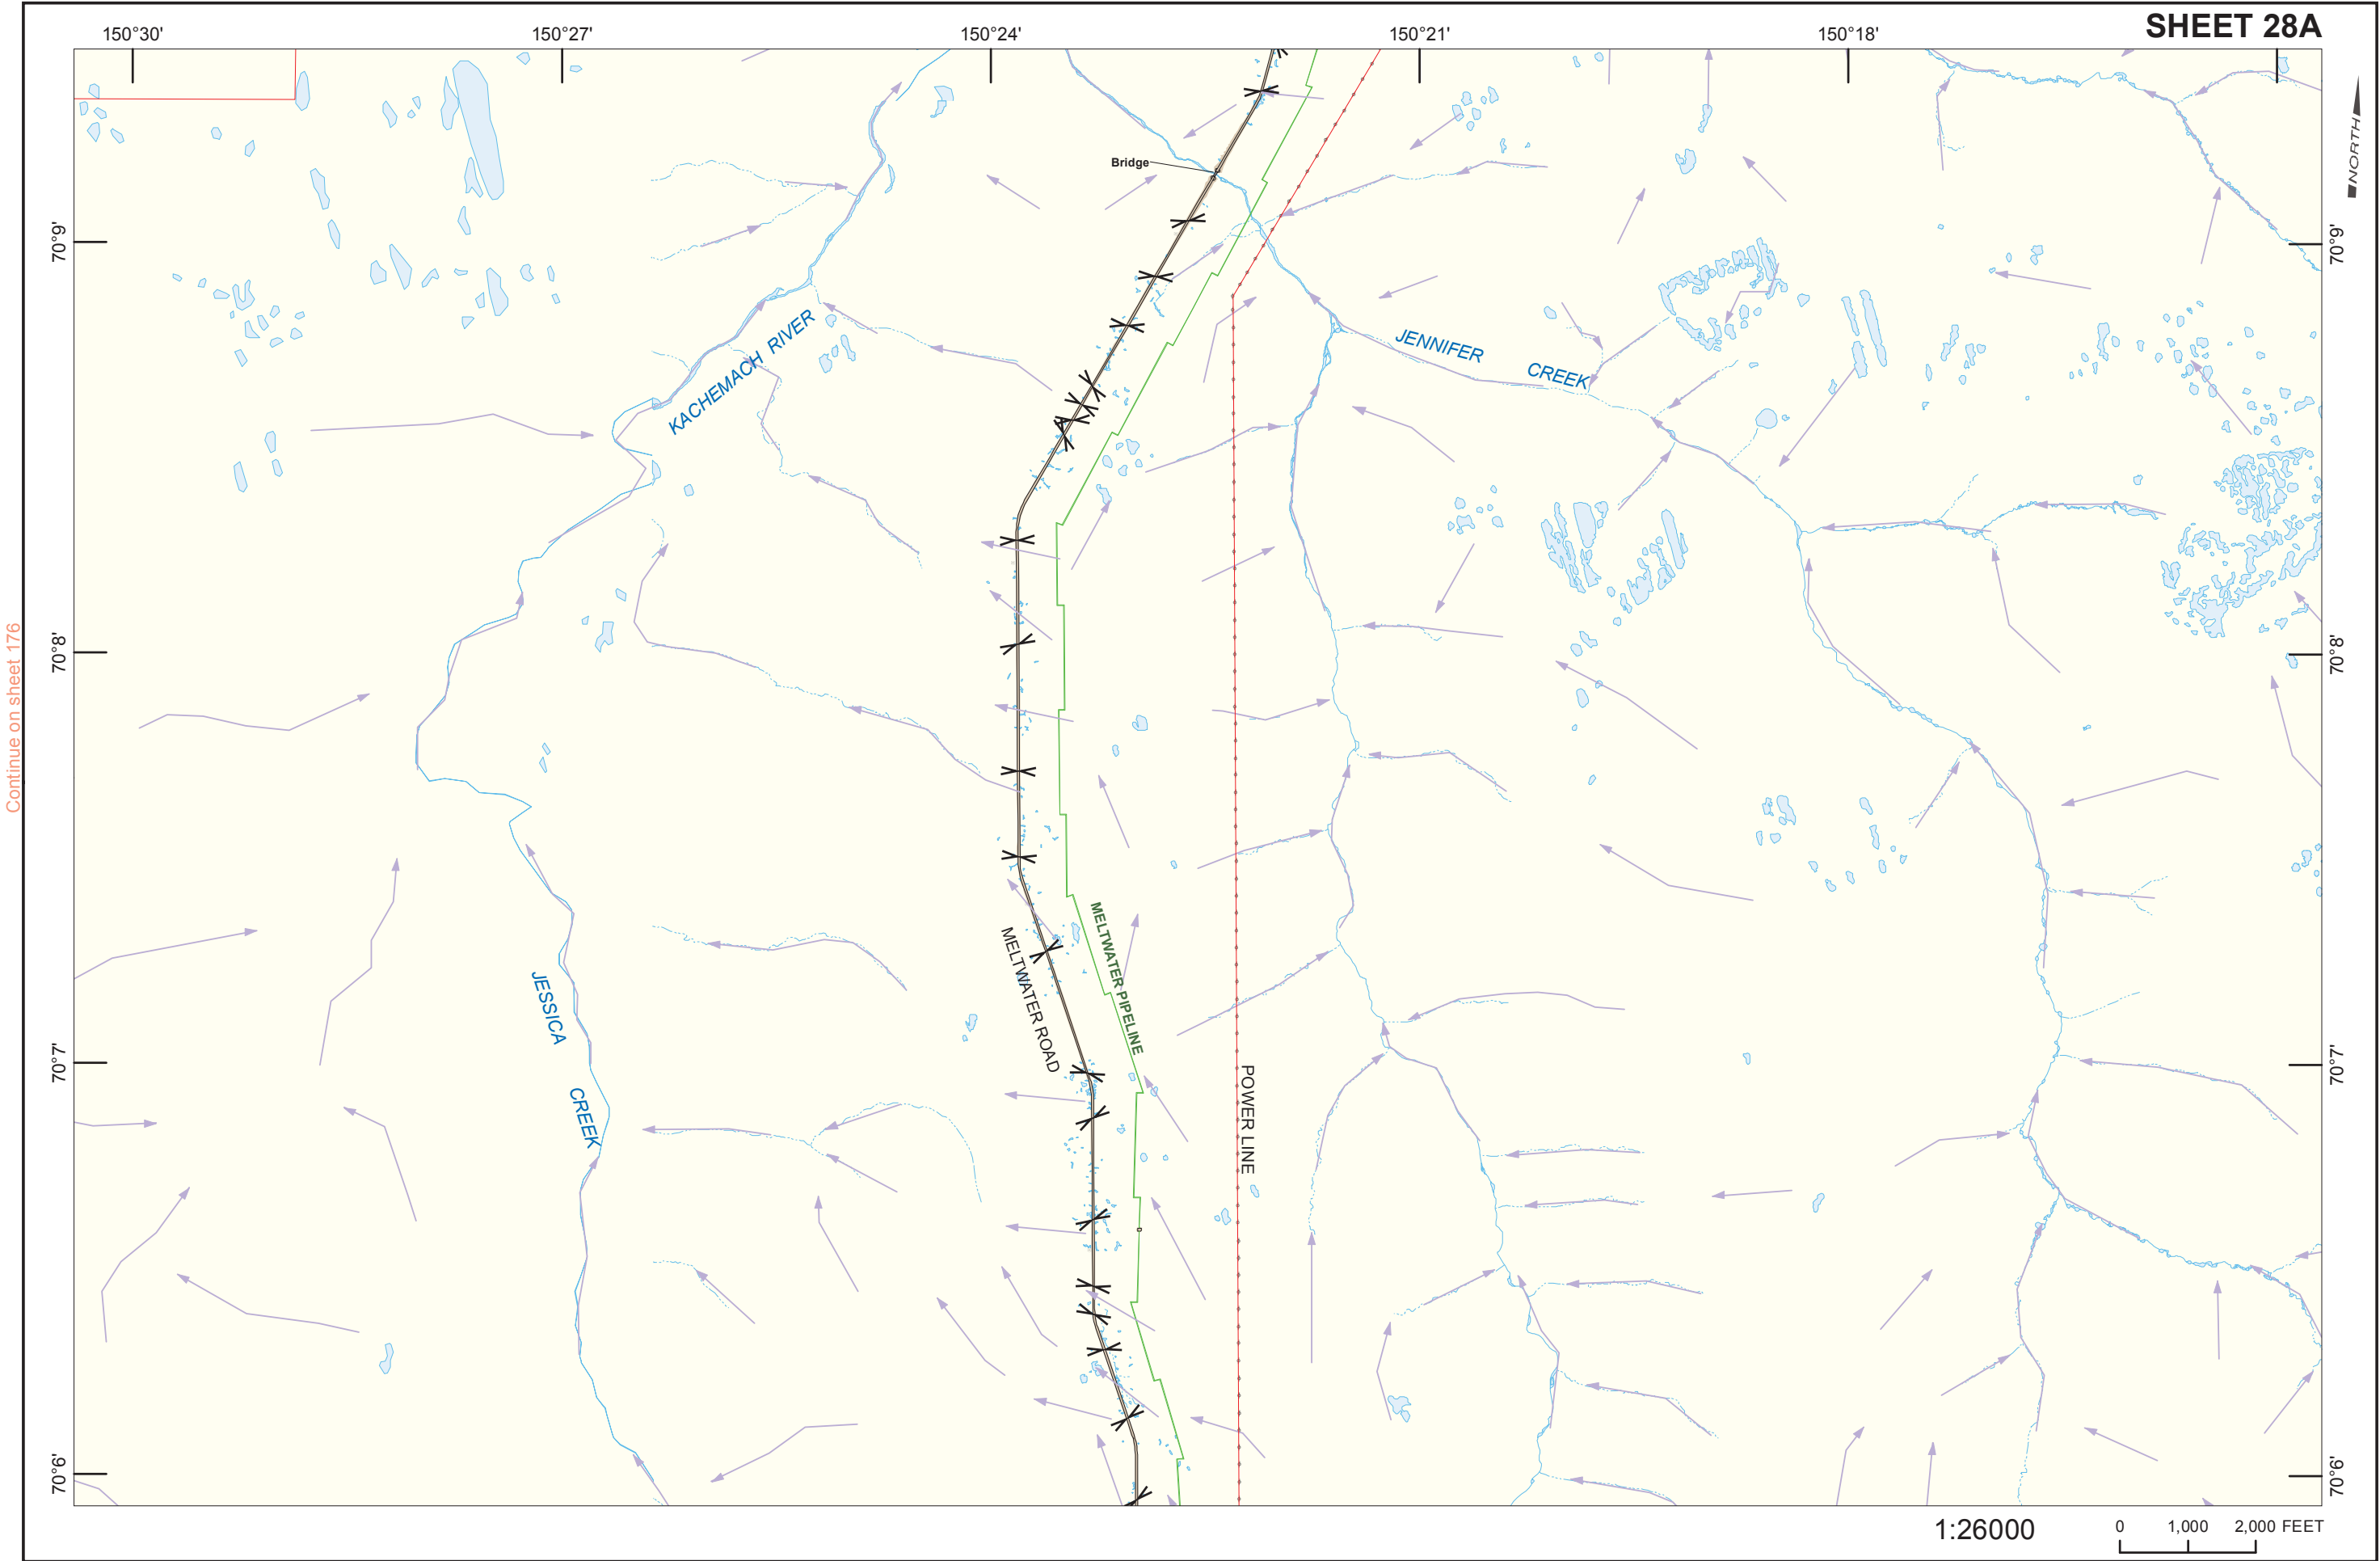 SHEET 28A
150°30'
150°27'
150°24'
150°21'
150°18'
NORTH
Bridge
70°9'
70°9'
JENNIFER
CREEK
KACHEMACH RIVER
Continue on sheet 176
70°8'
70°8'
MELTWATER PIPELINE
MELTWATER ROAD
JESSICA
CREEK
POWER LINE
70°7'
70°7'
70°6'
70°6'
1:26000
0 1,000 2,000 FEET